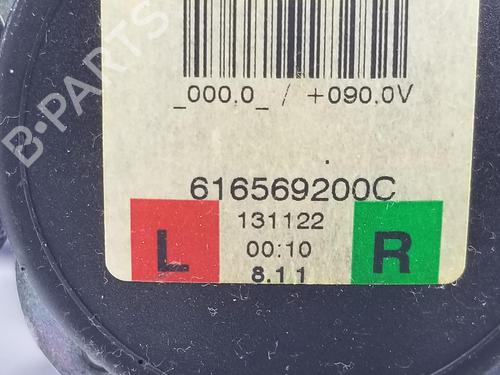 B-PARTS
_000.0_ / +090.0V
616569200C
131122
L 00:10 R
8.1 1